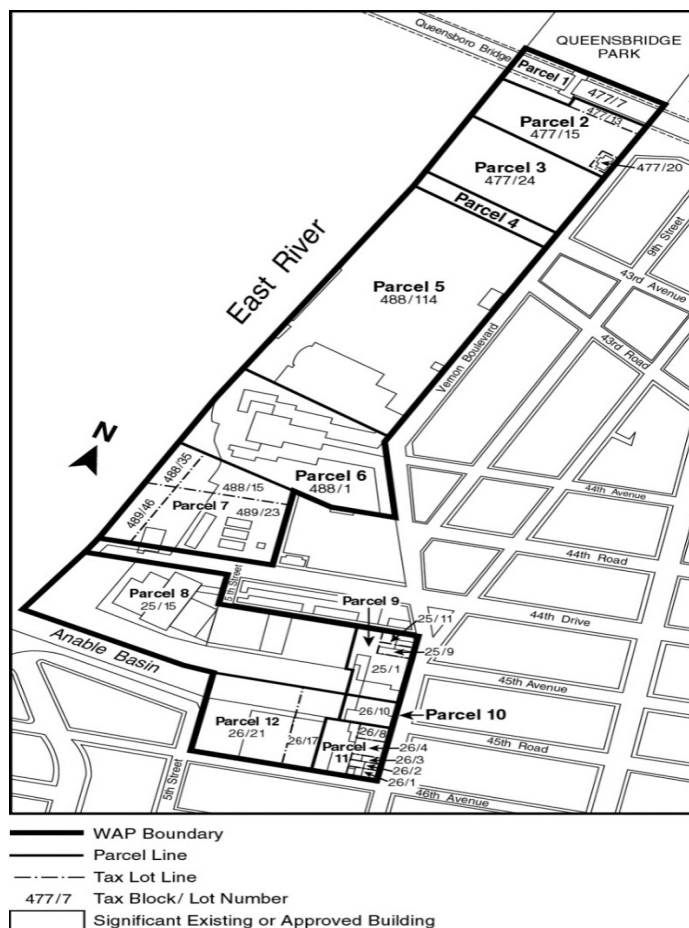 QUEENSBRIDGE
PARK
Queensboro Bridge
Parcel 1
477/7
477/13
Parcel 2
477/15
477/20
Parcel 3
477/24
9th Street
Parcel 4
43rd Avenue
East River
Parcel 5
488/114
43rd Road
Vernon Boulevard
N
488/35
Parcel 6
488/1
44th Avenue
488/15
489/46
Parcel 7
489/23
44th Road
5th Street
Parcel 8
25/15
Parcel 9
44th Drive
25/11
25/9
Anable Basin
25/1
45th Avenue
26/10
Parcel 10
Parcel 12
26/21
26/17
26/8
Parcel
11
26/4
26/3
26/2
26/1
45th Road
5th Street
46th Avenue
WAP Boundary
Parcel Line
Tax Lot Line
477/7 Tax Block/ Lot Number
Significant Existing or Approved Building